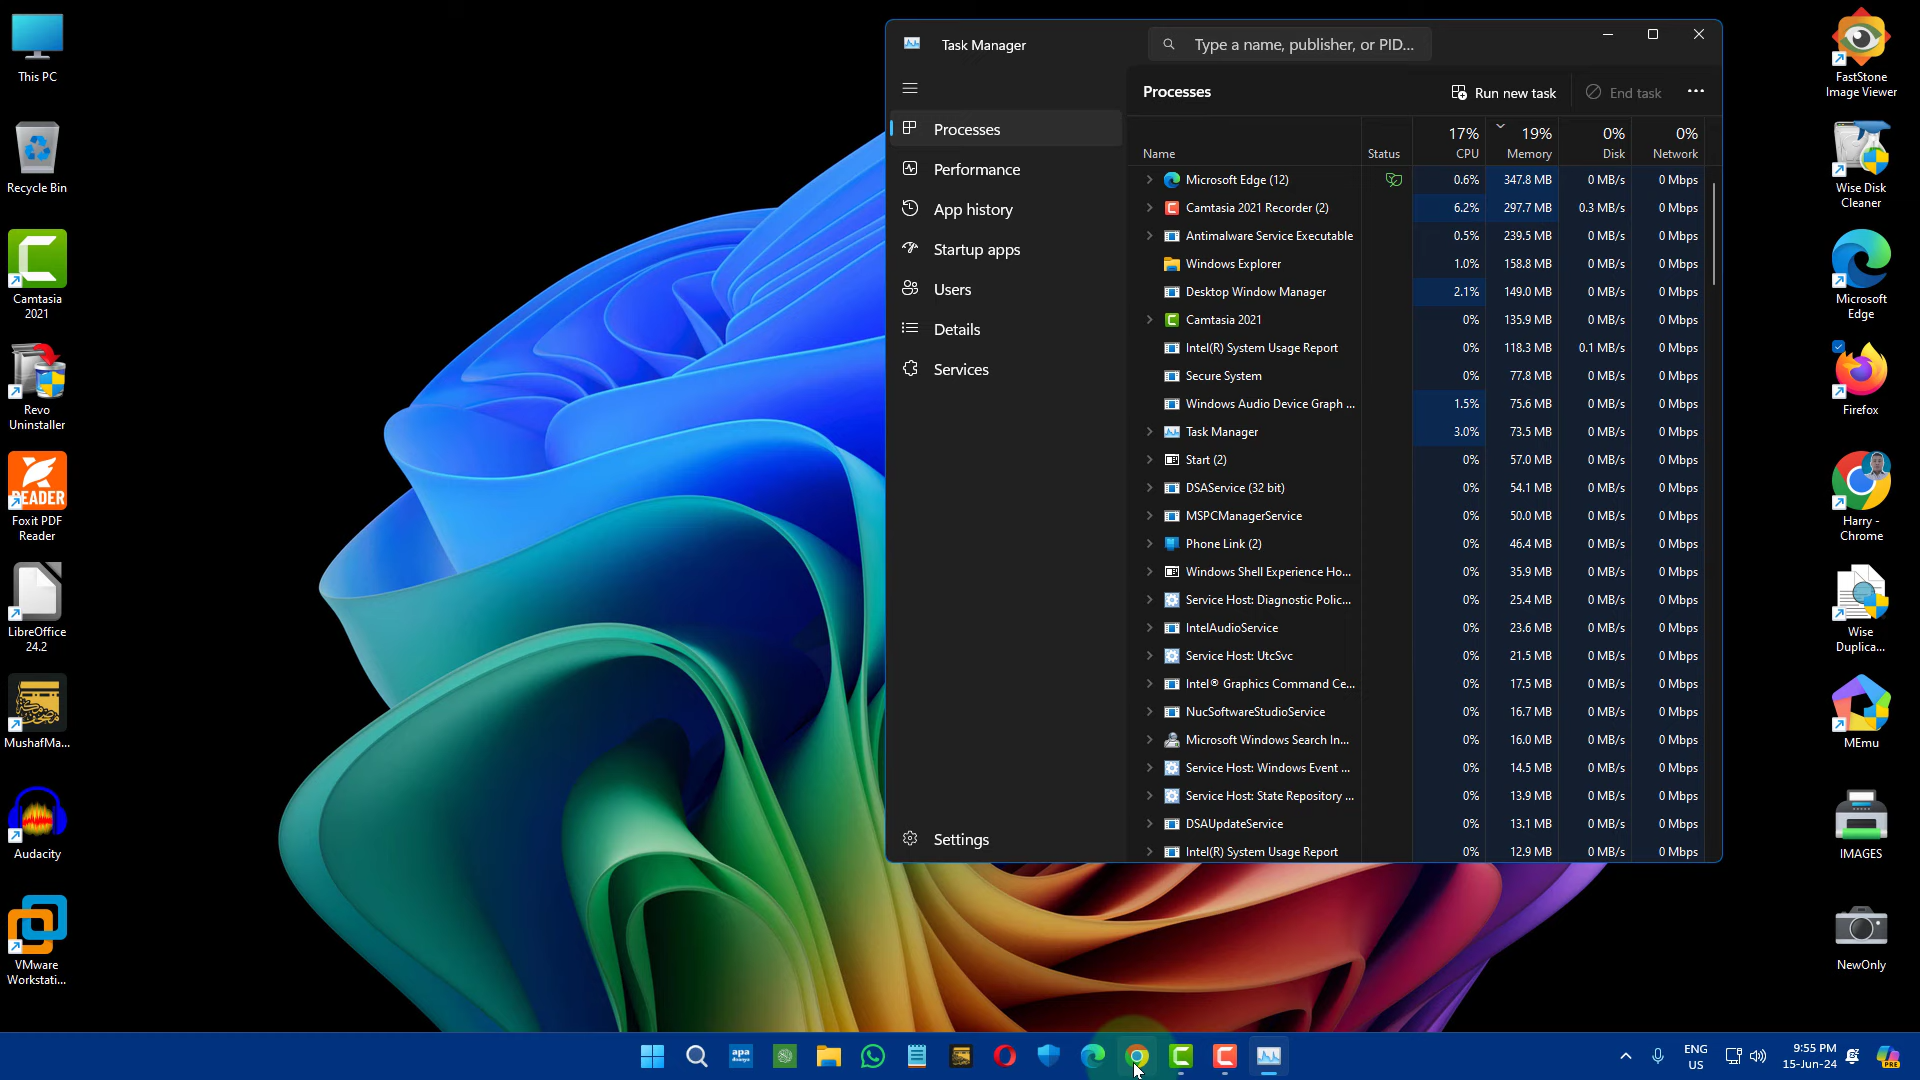 This PC
Recycle Bin
Camtasia
2021
Revo
Uninstaller
READER
Foxit PDF
Reader
LibreOffice
24.2
MushafMa...
Audacity
VMware
Workstati...
Task Manager
Type a name, publisher, or PID...
Processes
Performance
App history
Startup apps
Users
Details
Services
Settings
Processes
Run new task
End task
Name
Status
17%
CPU
19%
Memory
0%
Disk
0%
Network
Microsoft Edge (12) 0.6% 347.8 MB 0 MB/s 0 Mbps
Camtasia 2021 Recorder (2) 6.2% 297.7 MB 0.3 MB/s 0 Mbps
Antimalware Service Executable 0.5% 239.5 MB 0 MB/s 0 Mbps
Windows Explorer 1.0% 158.8 MB 0 MB/s 0 Mbps
Desktop Window Manager 2.1% 149.0 MB 0 MB/s 0 Mbps
Camtasia 2021 0% 135.9 MB 0 MB/s 0 Mbps
Intel(R) System Usage Report 0% 118.3 MB 0.1 MB/s 0 Mbps
Secure System 0% 77.8 MB 0 MB/s 0 Mbps
Windows Audio Device Graph ... 1.5% 75.6 MB 0 MB/s 0 Mbps
Task Manager 3.0% 73.5 MB 0 MB/s 0 Mbps
Start (2) 0% 57.0 MB 0 MB/s 0 Mbps
DSAService (32 bit) 0% 54.1 MB 0 MB/s 0 Mbps
MSPCManagerService 0% 50.0 MB 0 MB/s 0 Mbps
Phone Link (2) 0% 46.4 MB 0 MB/s 0 Mbps
Windows Shell Experience Ho... 0% 35.9 MB 0 MB/s 0 Mbps
Service Host: Diagnostic Polic... 0% 25.4 MB 0 MB/s 0 Mbps
IntelAudioService 0% 23.6 MB 0 MB/s 0 Mbps
Service Host: UtcSvc 0% 21.5 MB 0 MB/s 0 Mbps
Intel® Graphics Command Ce... 0% 17.5 MB 0 MB/s 0 Mbps
NucSoftwareStudioService 0% 16.7 MB 0 MB/s 0 Mbps
Microsoft Windows Search In... 0% 16.0 MB 0 MB/s 0 Mbps
Service Host: Windows Event ... 0% 14.5 MB 0 MB/s 0 Mbps
Service Host: State Repository ... 0% 13.9 MB 0 MB/s 0 Mbps
DSAUpdateService 0% 13.1 MB 0 MB/s 0 Mbps
Intel(R) System Usage Report 0% 12.9 MB 0 MB/s 0 Mbps
FastStone
Image Viewer
Wise Disk
Cleaner
Microsoft
Edge
Firefox
Harry -
Chrome
Wise
Duplica...
MEmu
IMAGES
NewOnly
apa
ENG
US
9:55 PM
15-Jun-24
PRE